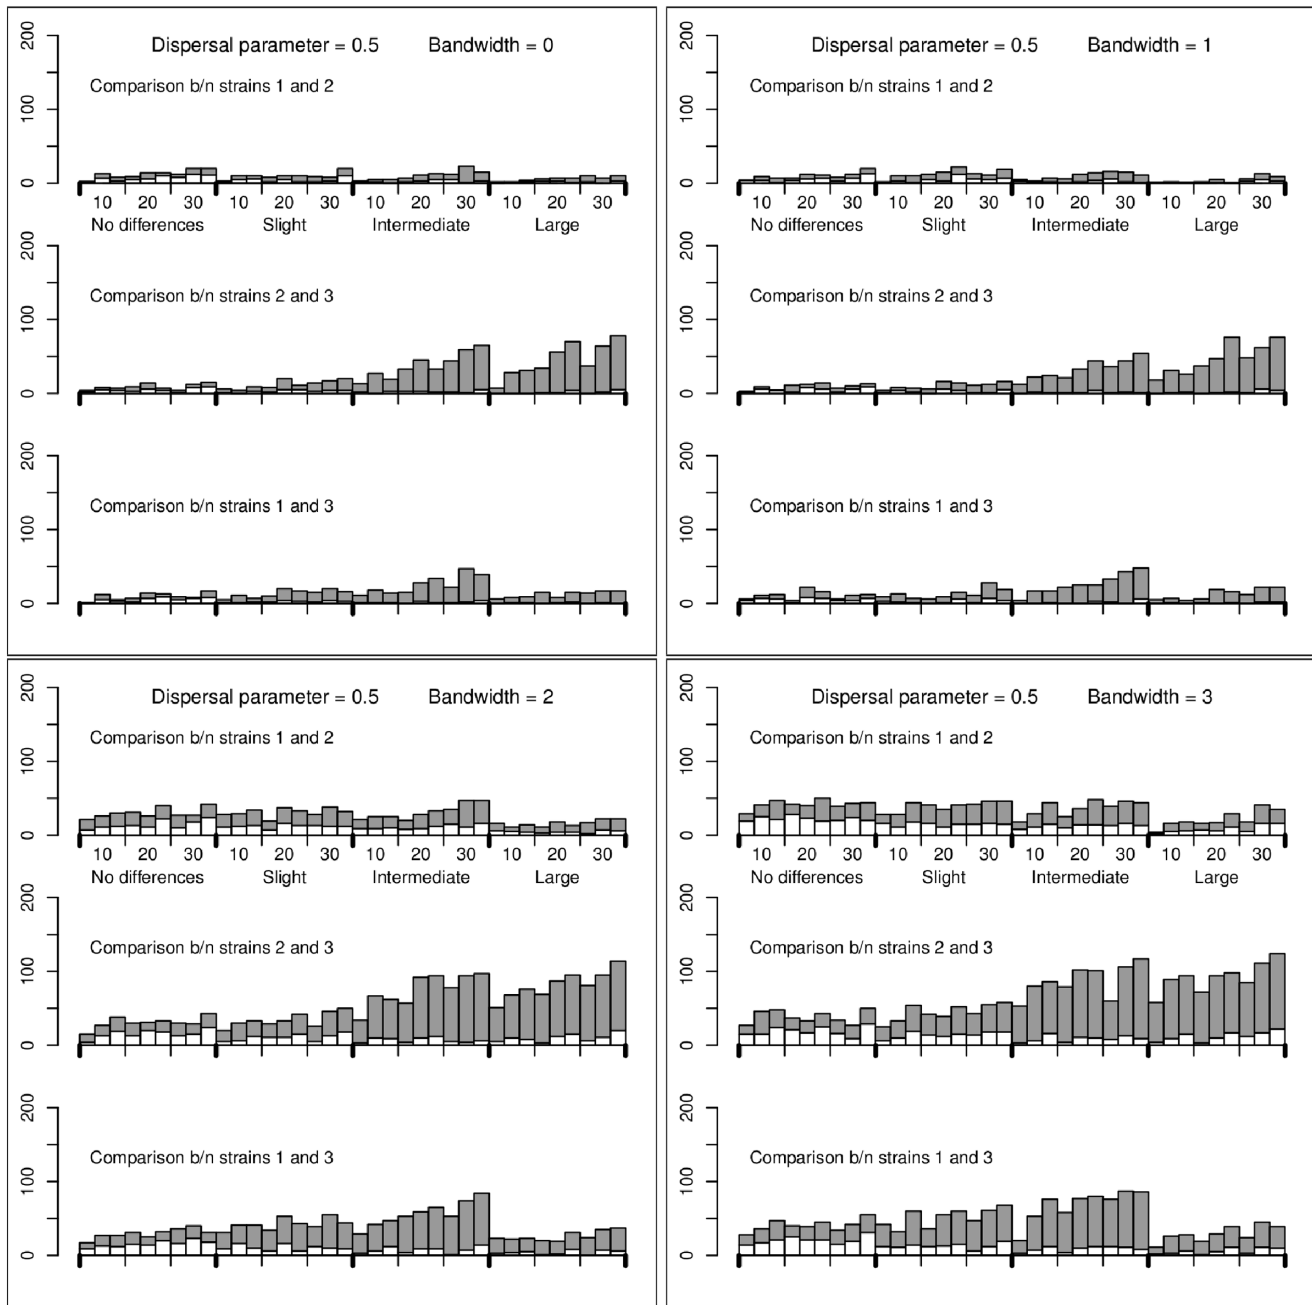 Dispersal parameter = 0.5 Bandwidth = 0
200
100
0
Comparison b/n strains 1 and 2
10 20 30 10 20 30 10 20 30 10 20 30
No differences Slight Intermediate Large
200
100
0
Comparison b/n strains 2 and 3
200
100
0
Comparison b/n strains 1 and 3
Dispersal parameter = 0.5 Bandwidth = 1
200
100
0
Comparison b/n strains 1 and 2
10 20 30 10 20 30 10 20 30 10 20 30
No differences Slight Intermediate Large
200
100
0
Comparison b/n strains 2 and 3
200
100
0
Comparison b/n strains 1 and 3
Dispersal parameter = 0.5 Bandwidth = 2
200
100
0
Comparison b/n strains 1 and 2
10 20 30 10 20 30 10 20 30 10 20 30
No differences Slight Intermediate Large
200
100
0
Comparison b/n strains 2 and 3
200
100
0
Comparison b/n strains 1 and 3
Dispersal parameter = 0.5 Bandwidth = 3
200
100
0
Comparison b/n strains 1 and 2
10 20 30 10 20 30 10 20 30 10 20 30
No differences Slight Intermediate Large
200
100
0
Comparison b/n strains 2 and 3
200
100
0
Comparison b/n strains 1 and 3